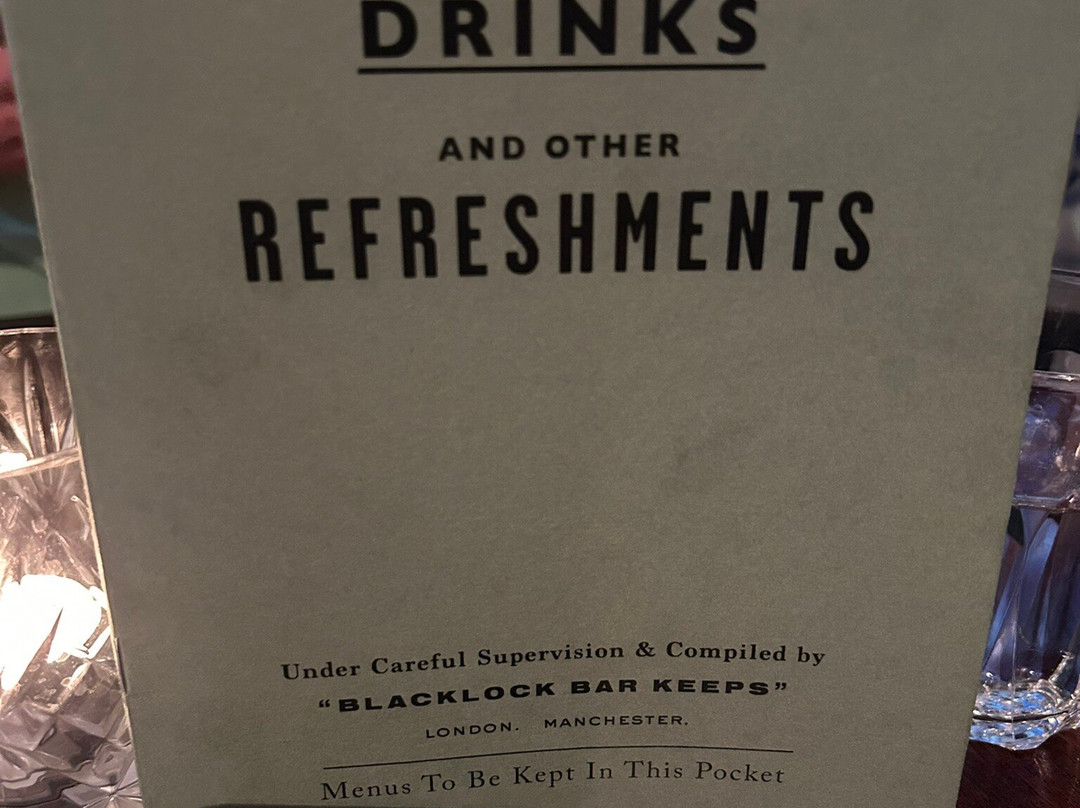 DRINKS
AND OTHER
REFRESHMENTS
Under Careful Supervision & Compiled by
“BLACKLOCK BAR KEEPS”
LONDON. MANCHESTER.
Menus To Be Kept In This Pocket